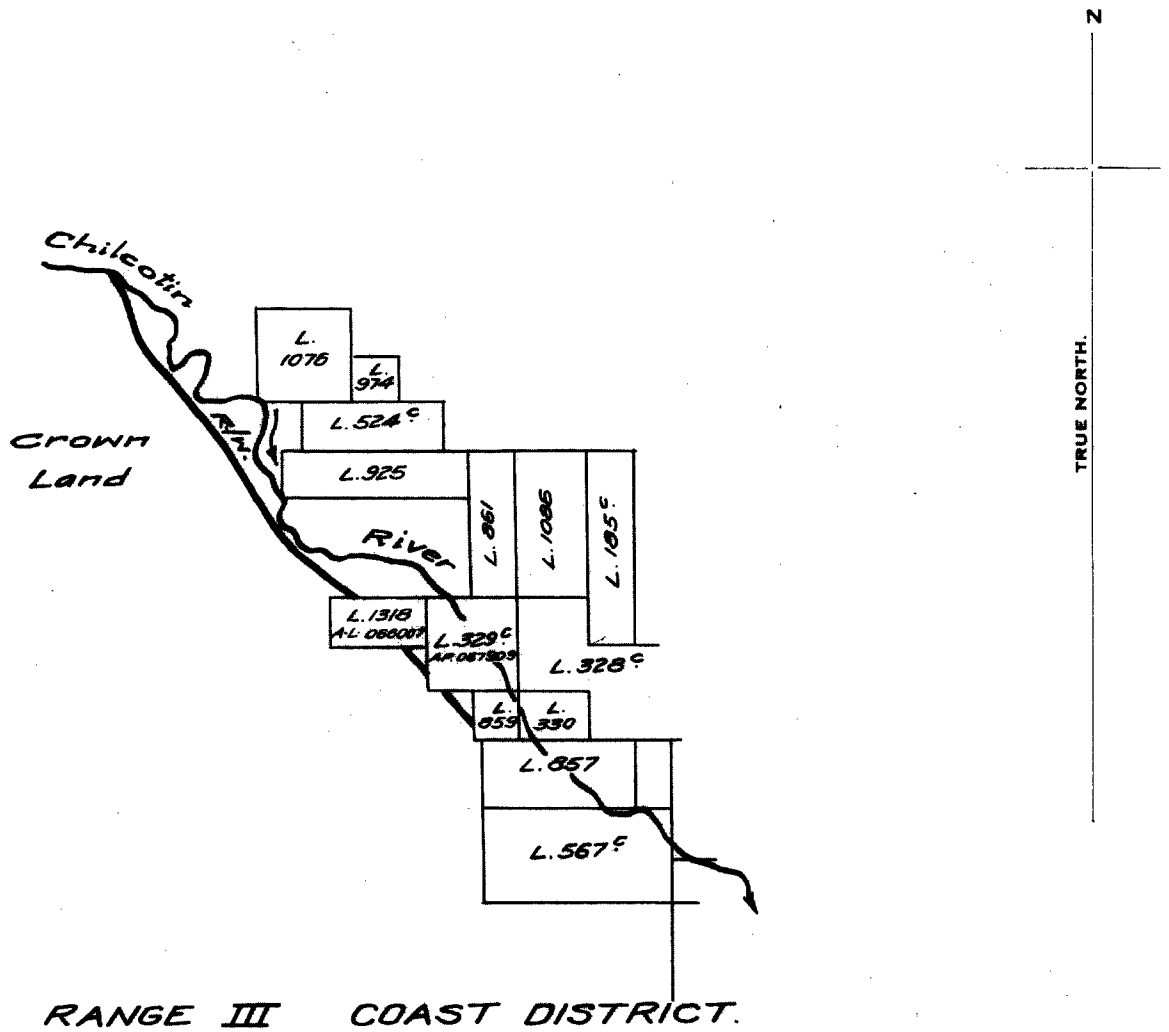 N
TRUE NORTH.
Chilcotin
L.
1076
L.
974
L. 524ᶜ
R/W.
Crown
Land
L. 925
L. 861
L. 1086
L. 185ᶜ
River
L. 1318
L. 329ᶜ
L. 328ᶜ
L.
859
L.
330
L. 857
L. 567ᶜ
RANGE III COAST DISTRICT.